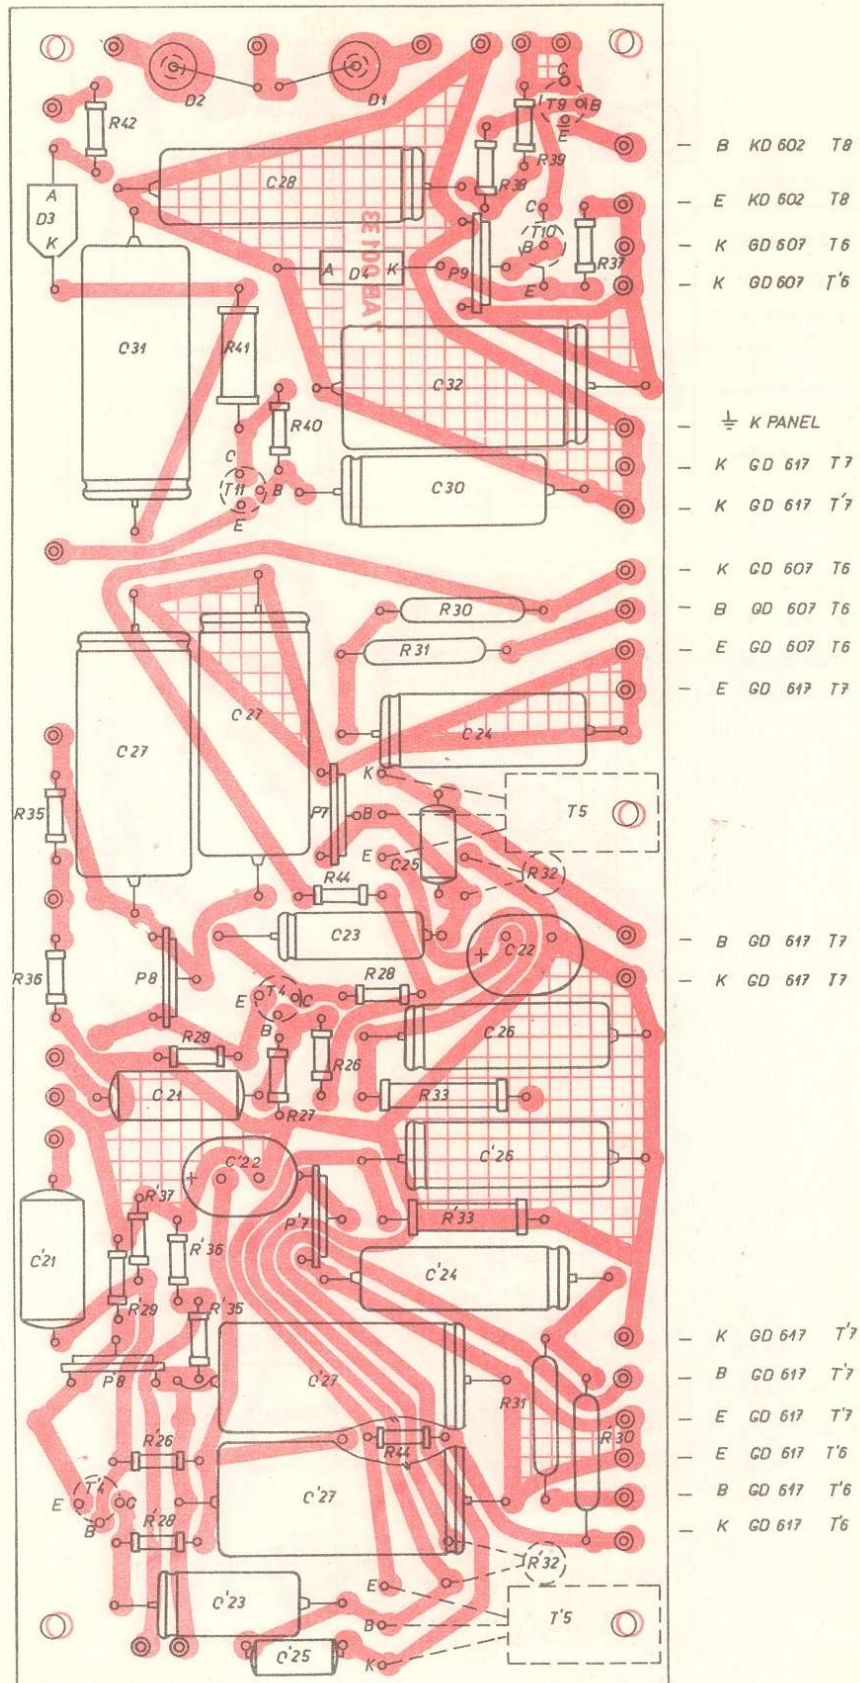 D2 D1
C
T9 B
E
R42
R39
R38
– B KD 602 T8
C28
A
D3
K
– E KD 602 T8
C
T10
B
E
R37
P9
– K GD 607 T6
A D4 K
– K GD 607 T'6
7AB 001 33
C31
R41
C32
R40
⏚ K PANEL
– K GD 617 T7
C
T11 B
E
C30
– K GD 617 T'7
– K GD 607 T6
R30
– B GD 607 T6
R31
– E GD 607 T6
– E GD 617 T7
C27
C24
C27
K
R35
P7
B
T5
E
C25
R32
R44
C23
+ C22
– B GD 617 T7
R36
P8
– K GD 617 T7
E T4 C
B
R28
C26
R29
R26
C21
R27
R33
C'22
+
C'26
R'37
P'7
R'33
R'36
C'21
R'29
C'24
R'35
– K GD 617 T'7
P'8
C'27
R31
– B GD 617 T'7
– E GD 617 T'7
R'30
R'26
R44
– E GD 617 T'6
E T'4 C
B
C'27
– B GD 617 T'6
R'28
– K GD 617 T'6
R'32
C'23
E
B
T'5
C'25
K